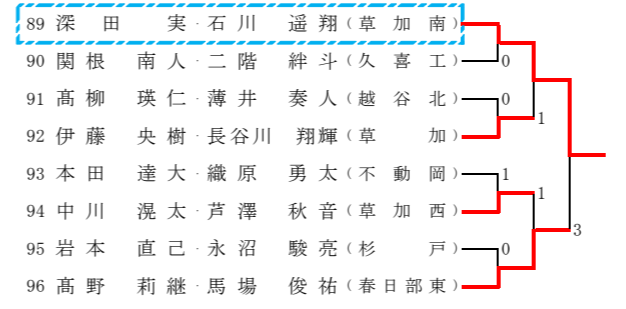 89 深田 実・石川 遥翔(草加南)
90 関根 南人・二階 絆斗(久喜工) 0
91 髙柳 瑛仁・薄井 奏人(越谷北) 0
1
92 伊藤 央樹・長谷川 翔輝(草加)
93 本田 達大・織原 勇太(不動岡) 1
1
94 中川 滉太・芦澤 秋音(草加西)
3
95 岩本 直己・永沼 駿亮(杉戸) 0
96 髙野 莉継・馬場 俊祐(春日部東)